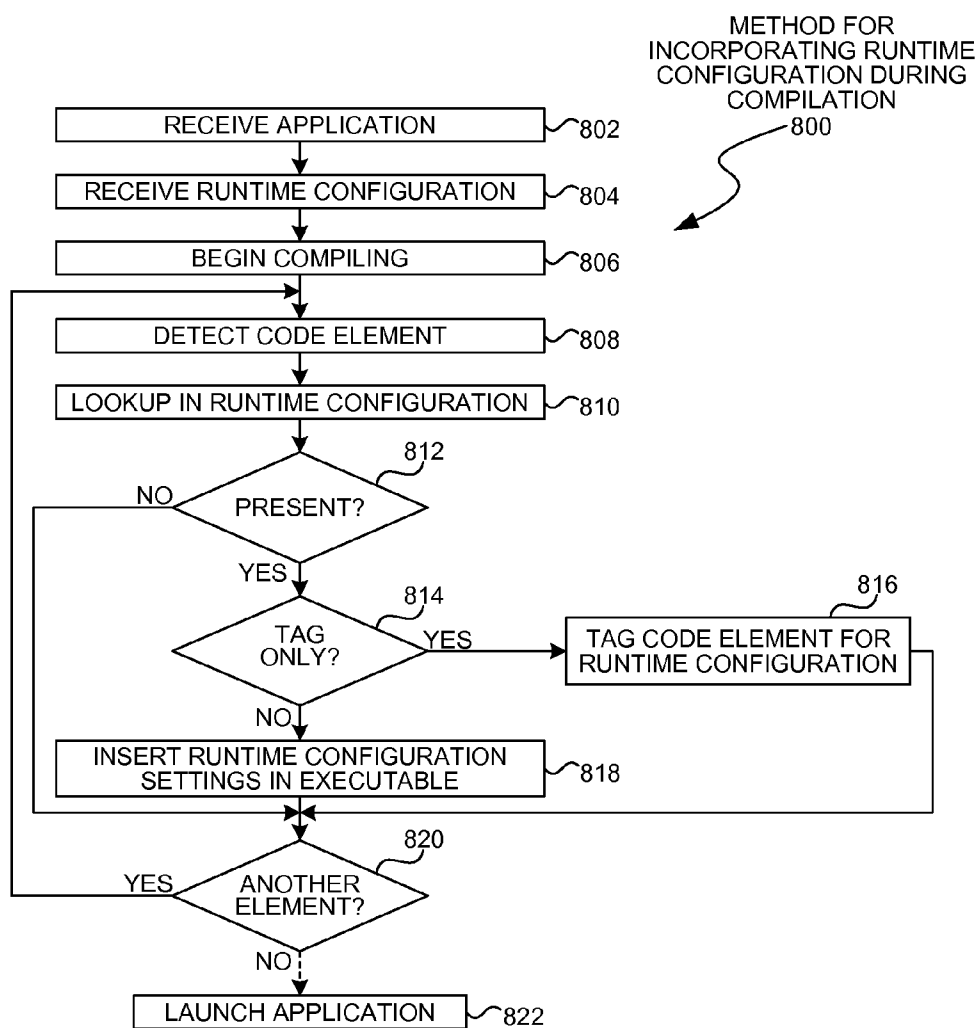 METHOD FOR
INCORPORATING RUNTIME
CONFIGURATION DURING
COMPILATION
800
RECEIVE APPLICATION
802
RECEIVE RUNTIME CONFIGURATION
804
BEGIN COMPILING
806
DETECT CODE ELEMENT
808
LOOKUP IN RUNTIME CONFIGURATION
810
812
NO
PRESENT?
YES
814
TAG
ONLY?
YES
816
TAG CODE ELEMENT FOR
RUNTIME CONFIGURATION
NO
INSERT RUNTIME CONFIGURATION
SETTINGS IN EXECUTABLE
818
820
YES
ANOTHER
ELEMENT?
NO
LAUNCH APPLICATION
822